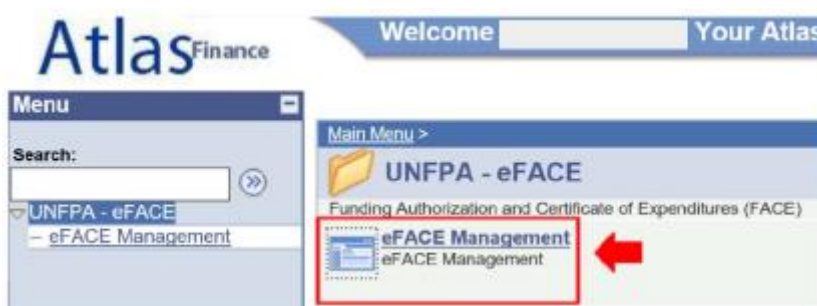 Atlas Finance
Welcome
Your Atlas
Menu
Search:
UNFPA - eFACE
– eFACE Management
Main Menu >
UNFPA - eFACE
Funding Authorization and Certificate of Expenditures (FACE)
eFACE Management
eFACE Management